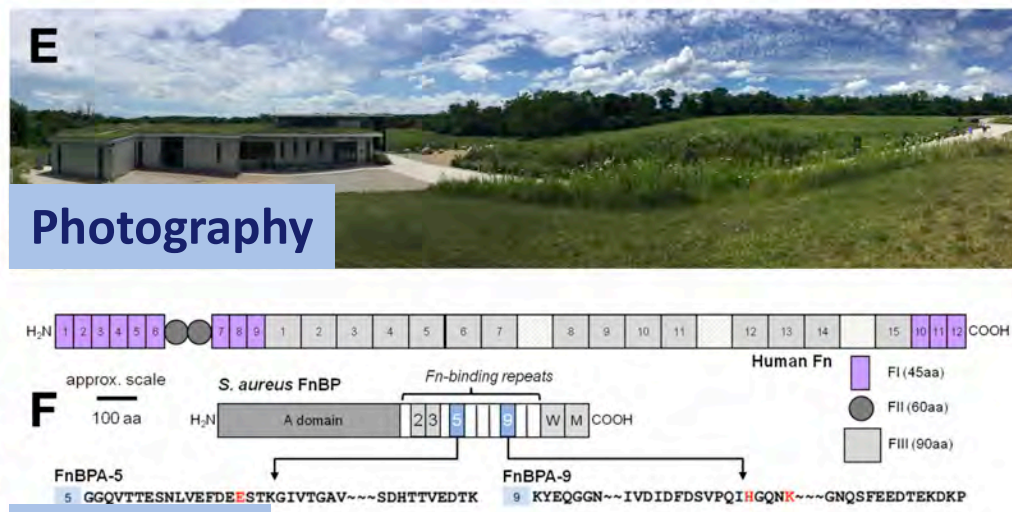 E
Photography
H₂N 1 2 3 4 5 6 7 8 9 1 2 3 4 5 6 7 8 9 10 11 12 13 14 15 10 11 12 COOH
Human Fn
approx. scale
100 aa
FI (45aa)
FII (60aa)
FIII (90aa)
F
S. aureus FnBP
Fn-binding repeats
H₂N A domain 2 3 5 9 W M COOH
FnBPA-5
5 GGQVTTESNLVEFDEESTKGIVTGAV~~~SDHTTVEDTK
FnBPA-9
9 KYEQGGN~~IVDIDFDSVPQIHGQNK~~~GNQSFEEDTEKDKP